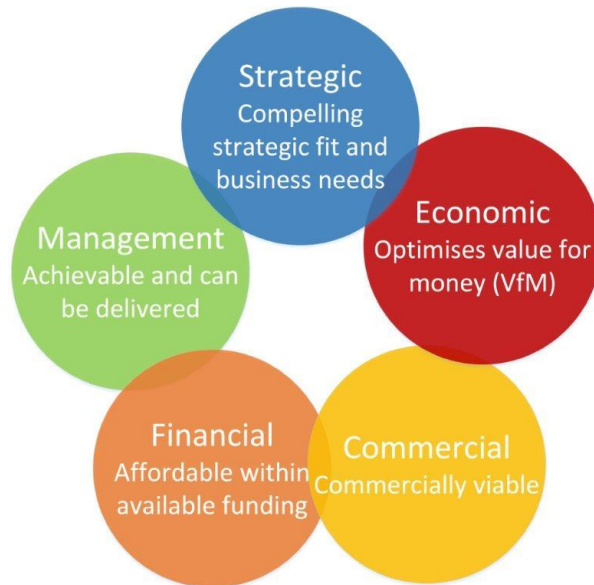 Strategic
Compelling
strategic fit and
business needs
Economic
Optimises value for
money (VfM)
Commercial
Commercially viable
Financial
Affordable within
available funding
Management
Achievable and can
be delivered